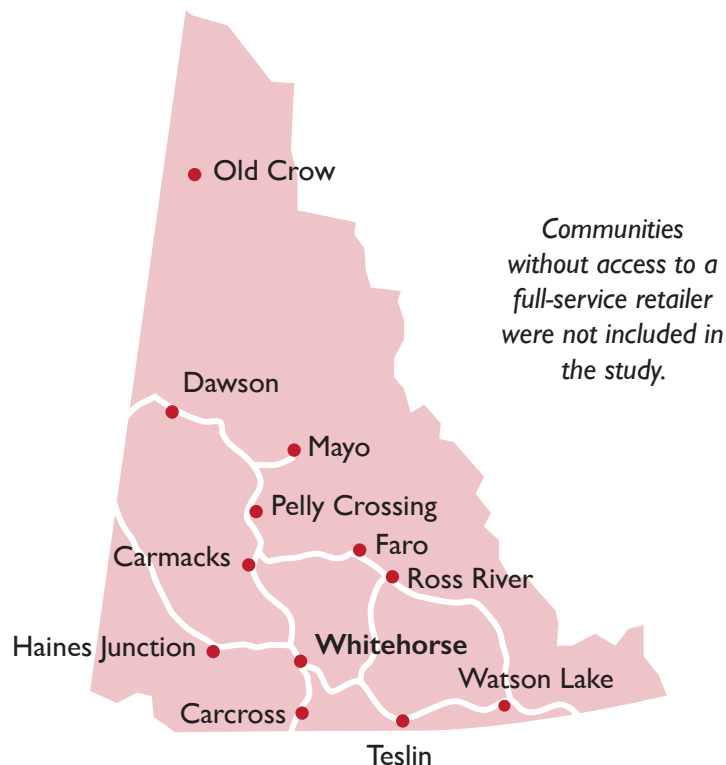 Old Crow
Communities
without access to a
full-service retailer
were not included in
the study.
Dawson
Mayo
Pelly Crossing
Faro
Carmacks
Ross River
Haines Junction
Whitehorse
Watson Lake
Carcross
Teslin